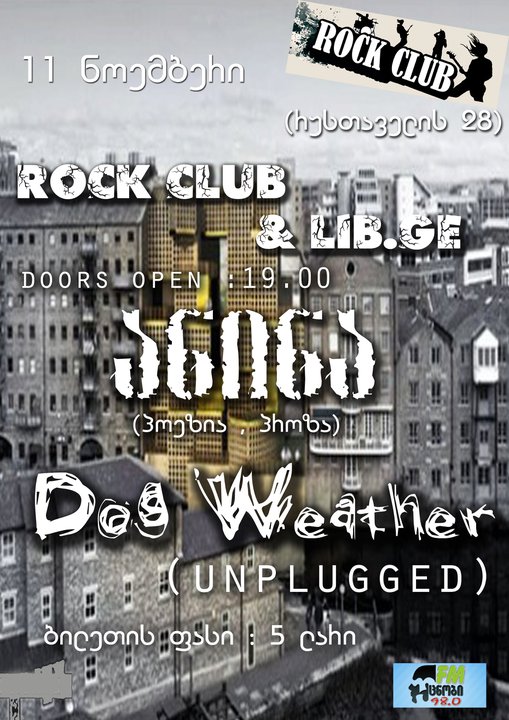 ROCK CLUB
11 ნოემბერი
(რუსთაველის 28)
ROCK CLUB
& LIB.GE
DOORS OPEN :19.00
ანინა
(პოეზია , პროზა)
Dog Weather
(UNPLUGGED)
ბილეთის ფასი : 5 ლარი
FM
უცნობი
98.0